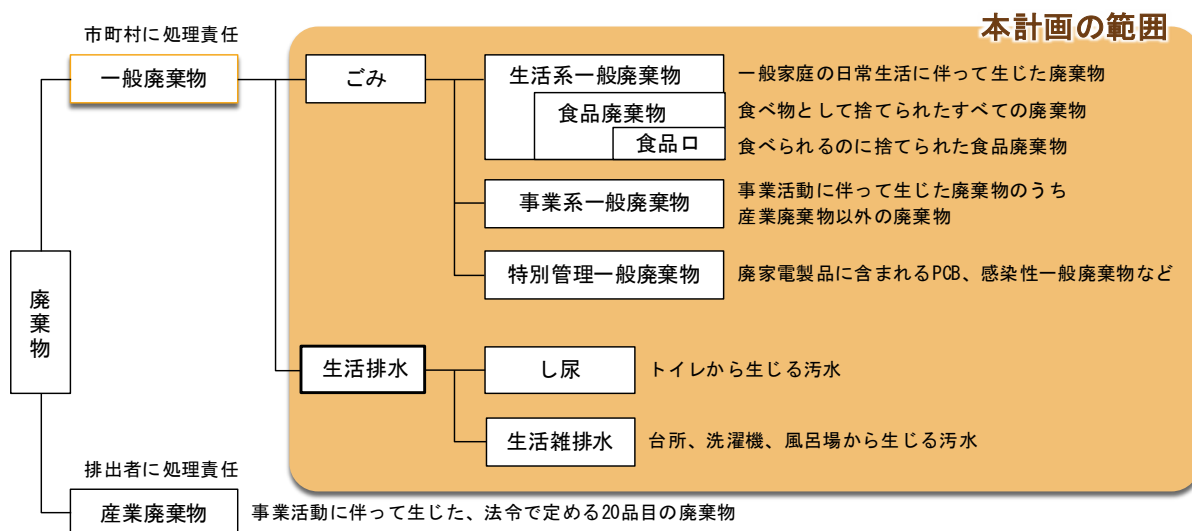 本計画の範囲
市町村に処理責任
一般廃棄物
ごみ
生活系一般廃棄物
一般家庭の日常生活に伴って生じた廃棄物
食品廃棄物
食べ物として捨てられたすべての廃棄物
食品ロ
食べられるのに捨てられた食品廃棄物
事業系一般廃棄物
事業活動に伴って生じた廃棄物のうち
産業廃棄物以外の廃棄物
特別管理一般廃棄物
廃家電製品に含まれるPCB、感染性一般廃棄物など
廃棄物
生活排水
し尿
トイレから生じる汚水
生活雑排水
台所、洗濯機、風呂場から生じる汚水
排出者に処理責任
産業廃棄物
事業活動に伴って生じた、法令で定める20品目の廃棄物